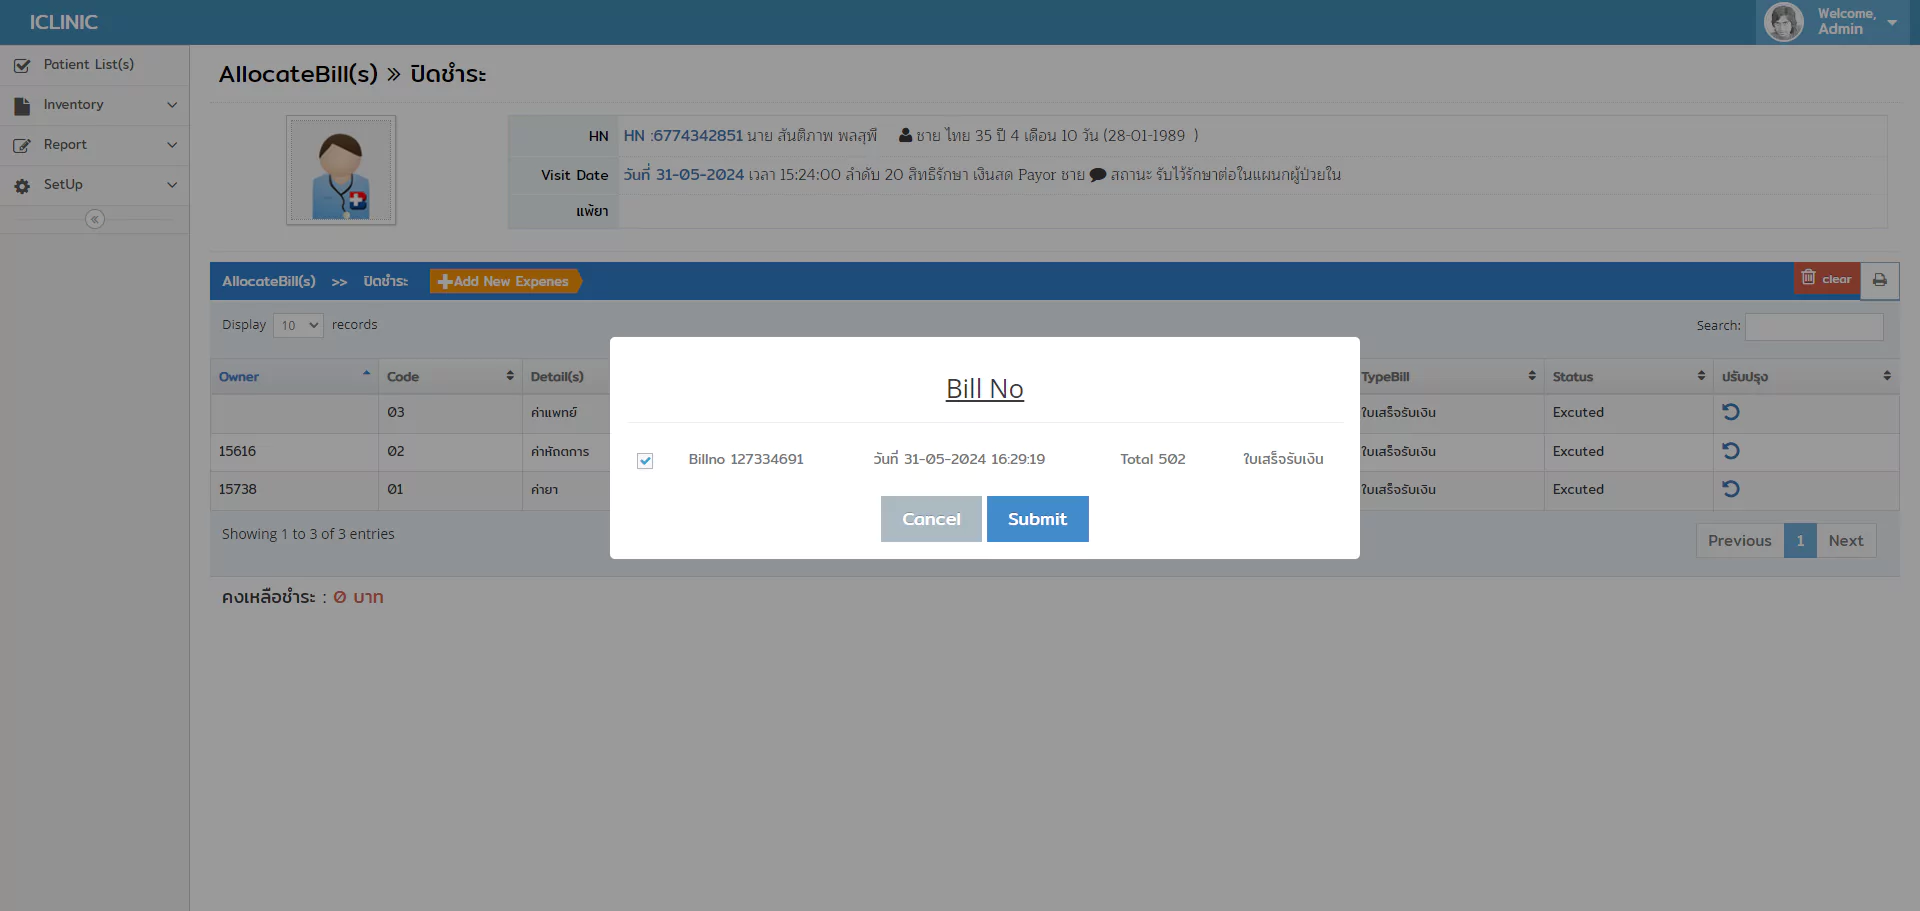 ICLINIC
Welcome,
Admin
Patient List(s)
Inventory
Report
SetUp
AllocateBill(s) » ปิดชำระ
HN HN :6774342851 นาย สันติภาพ พลสุพี ชาย ไทย 35 ปี 4 เดือน 10 วัน (28-01-1989 )
Visit Date วันที่ 31-05-2024 เวลา 15:24:00 ลำดับ 20 สิทธิรักษา เงินสด Payor ชาย สถานะ รับไว้รักษาต่อในแผนกผู้ป่วยใน
แพ้ยา
AllocateBill(s) >> ปิดชำระ Add New Expenes clear
Display 10 records Search:
Owner Code Detail(s) TypeBill Status ปรับปรุง
03 ค่าแพทย์ ใบเสร็จรับเงิน Excuted
15616 02 ค่าหัถตการ ใบเสร็จรับเงิน Excuted
15738 01 ค่ายา ใบเสร็จรับเงิน Excuted
Showing 1 to 3 of 3 entries Previous 1 Next
คงเหลือชำระ : 0 บาท
Bill No
Billno 127334691 วันที่ 31-05-2024 16:29:19 Total 502 ใบเสร็จรับเงิน
Cancel Submit